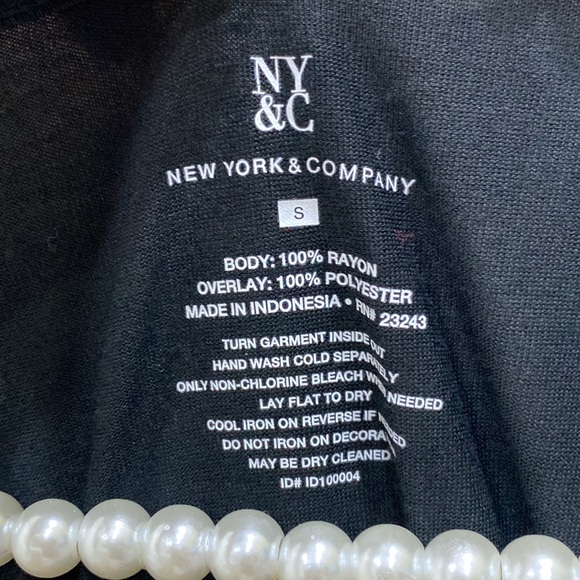 NY
&C
NEW YORK & COMPANY
S
BODY: 100% RAYON
OVERLAY: 100% POLYESTER
MADE IN INDONESIA • RN# 23243
TURN GARMENT INSIDE OUT
HAND WASH COLD SEPARATELY
ONLY NON-CHLORINE BLEACH WHEN NEEDED
LAY FLAT TO DRY
COOL IRON ON REVERSE IF NEEDED
DO NOT IRON ON
MAY BE DRY CLEANED
ID# ID100004